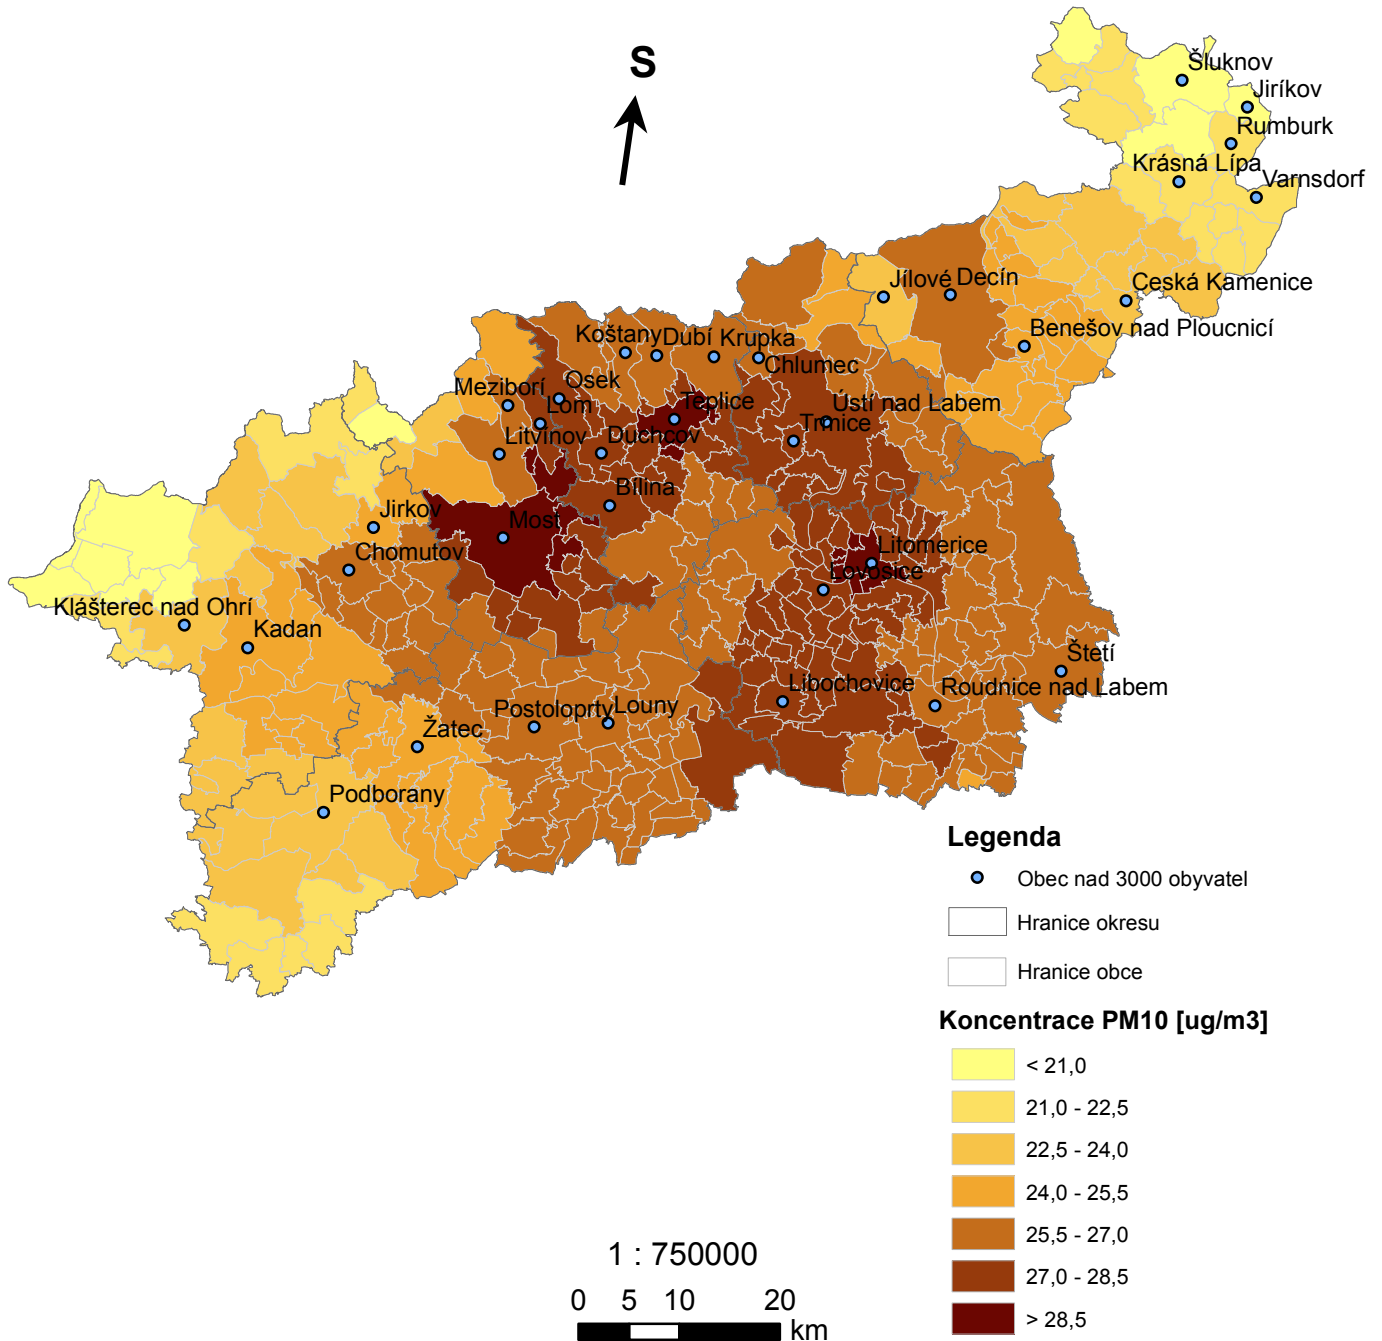 S
Šluknov
Jiríkov
Rumburk
Krásná Lípa
Varnsdorf
Jílové
Decín
Ceská Kamenice
Benešov nad Ploucnicí
Koštany
Dubí
Krupka
Chlumec
Meziborí
Osek
Lom
Teplice
Ústí nad Labem
Trmice
Litvínov
Duchcov
Bílina
Jirkov
Most
Chomutov
Litomerice
Lovosice
Klášterec nad Ohrí
Kadan
Štetí
Libochovice
Roudnice nad Labem
Postoloprty
Louny
Žatec
Podborany
Legenda
Obec nad 3000 obyvatel
Hranice okresu
Hranice obce
Koncentrace PM10 [ug/m3]
< 21,0
21,0 - 22,5
22,5 - 24,0
24,0 - 25,5
25,5 - 27,0
27,0 - 28,5
> 28,5
1 : 750000
0 5 10 20
km